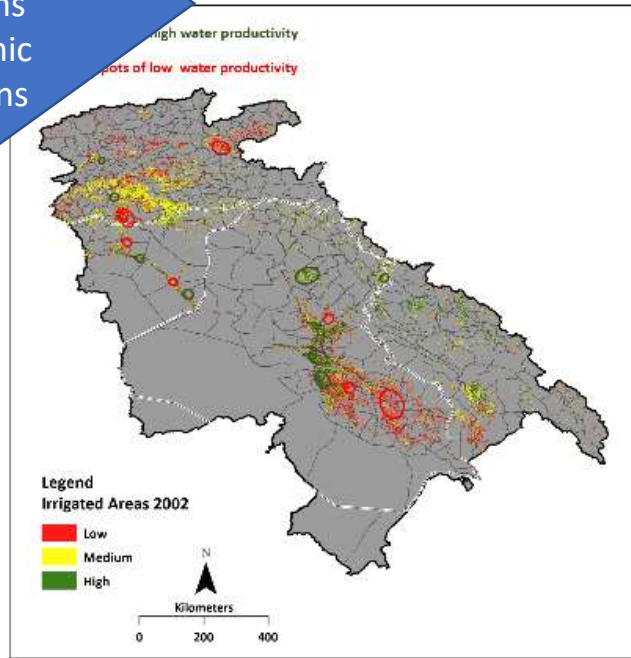 ns
nic
ns
high water productivity
pots of low water productivity
Legend
Irrigated Areas 2002
Low
Medium
High
N
Kilometers
0 200 400